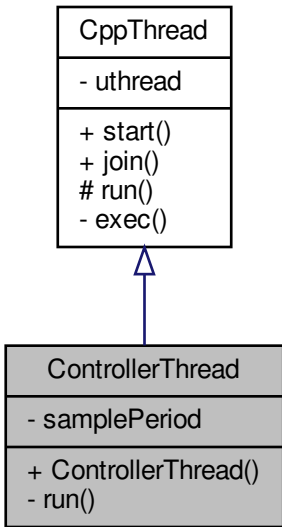 CppThread
- uthread
+ start()
+ join()
# run()
- exec()
ControllerThread
- samplePeriod
+ ControllerThread()
- run()